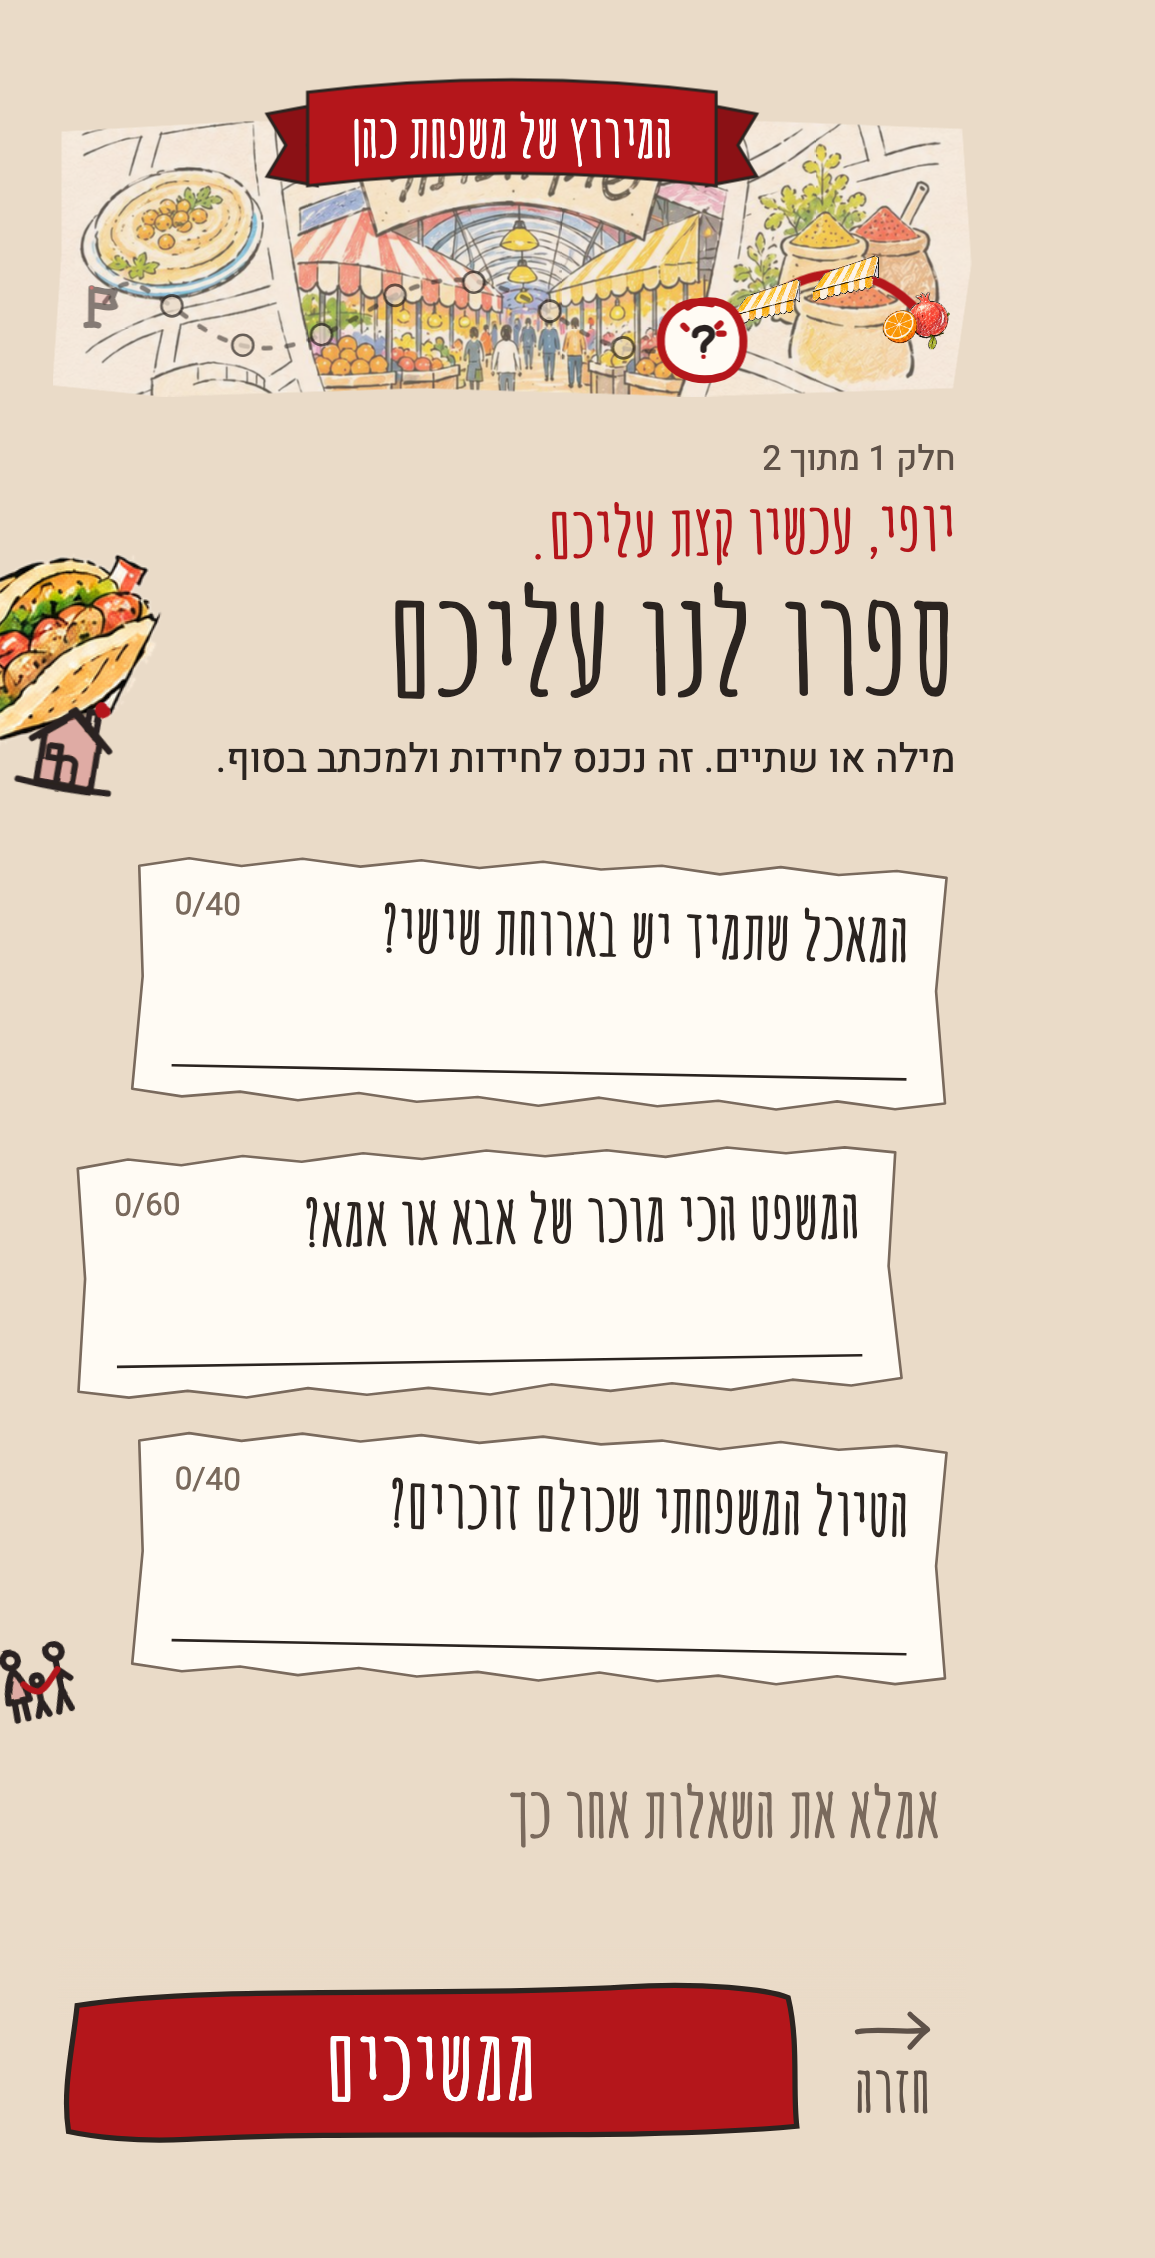 המירוץ של משפחת כהן
חלק 1 מתוך 2
יופי, עכשיו קצת עליכם.
ספרו לנו עליכם
מילה או שתיים. זה נכנס לחידות ולמכתב בסוף.
המאכל שתמיד יש בארוחת שישי?
0/40
המשפט הכי מוכר של אבא או אמא?
0/60
הטיול המשפחתי שכולם זוכרים?
0/40
אמלא את השאלות אחר כך
חזרה
ממשיכים